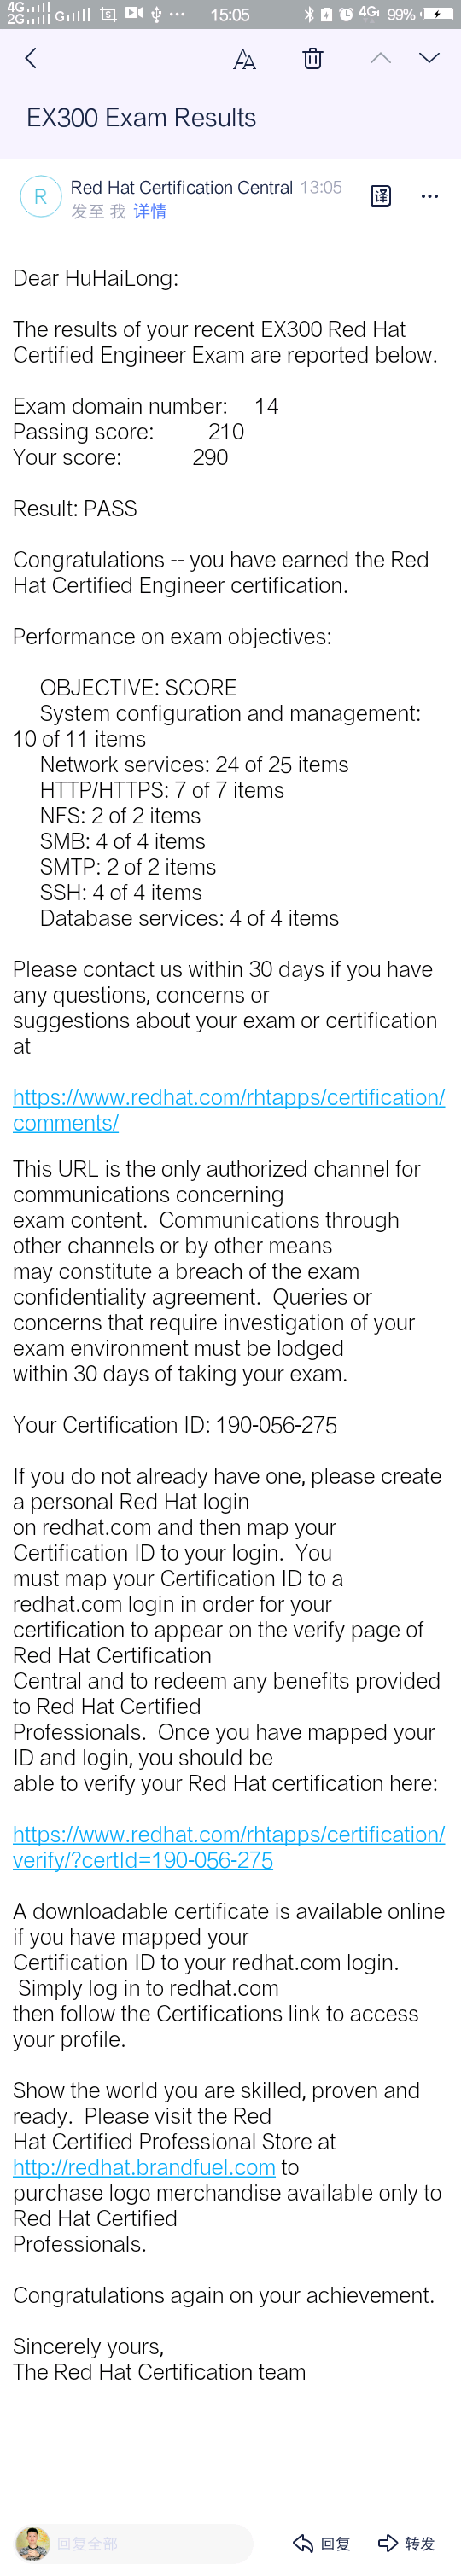 4G 2G G 15:05 4G 99%
EX300 Exam Results
R Red Hat Certification Central 13:05 译
发至 我 详情
Dear HuHaiLong:
The results of your recent EX300 Red Hat
Certified Engineer Exam are reported below.
Exam domain number: 14
Passing score: 210
Your score: 290
Result: PASS
Congratulations -- you have earned the Red
Hat Certified Engineer certification.
Performance on exam objectives:
OBJECTIVE: SCORE
System configuration and management:
10 of 11 items
Network services: 24 of 25 items
HTTP/HTTPS: 7 of 7 items
NFS: 2 of 2 items
SMB: 4 of 4 items
SMTP: 2 of 2 items
SSH: 4 of 4 items
Database services: 4 of 4 items
Please contact us within 30 days if you have
any questions, concerns or
suggestions about your exam or certification
at
https://www.redhat.com/rhtapps/certification/
comments/
This URL is the only authorized channel for
communications concerning
exam content. Communications through
other channels or by other means
may constitute a breach of the exam
confidentiality agreement. Queries or
concerns that require investigation of your
exam environment must be lodged
within 30 days of taking your exam.
Your Certification ID: 190-056-275
If you do not already have one, please create
a personal Red Hat login
on redhat.com and then map your
Certification ID to your login. You
must map your Certification ID to a
redhat.com login in order for your
certification to appear on the verify page of
Red Hat Certification
Central and to redeem any benefits provided
to Red Hat Certified
Professionals. Once you have mapped your
ID and login, you should be
able to verify your Red Hat certification here:
https://www.redhat.com/rhtapps/certification/
verify/?certId=190-056-275
A downloadable certificate is available online
if you have mapped your
Certification ID to your redhat.com login.
Simply log in to redhat.com
then follow the Certifications link to access
your profile.
Show the world you are skilled, proven and
ready. Please visit the Red
Hat Certified Professional Store at
http://redhat.brandfuel.com to
purchase logo merchandise available only to
Red Hat Certified
Professionals.
Congratulations again on your achievement.
Sincerely yours,
The Red Hat Certification team
回复全部 回复 转发